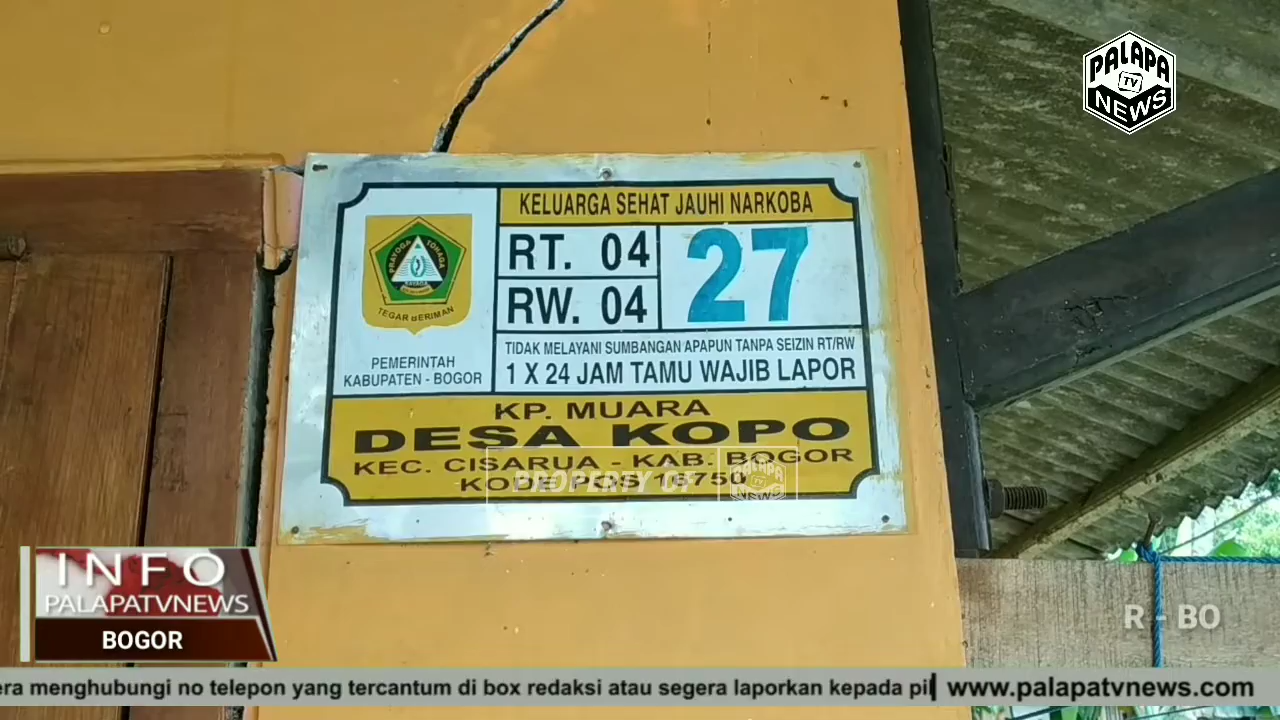 PALAPA
TV
NEWS
KELUARGA SEHAT JAUHI NARKOBA
RT. 04
RW. 04
27
PRAYOGA TOHAGA
SAYAGA
TEGAR BERIMAN
PEMERINTAH
KABUPATEN - BOGOR
TIDAK MELAYANI SUMBANGAN APAPUN TANPA SEIZIN RT/RW
1 X 24 JAM TAMU WAJIB LAPOR
KP. MUARA
DESA KOPO
KEC. CISARUA - KAB. BOGOR
KODE POS 16750
PROPERTY OF
PALAPA
TV
NEWS
INFO
PALAPATVNEWS
BOGOR
R - BO
era menghubungi no telepon yang tercantum di box redaksi atau segera laporkan kepada pi
www.palapatvnews.com